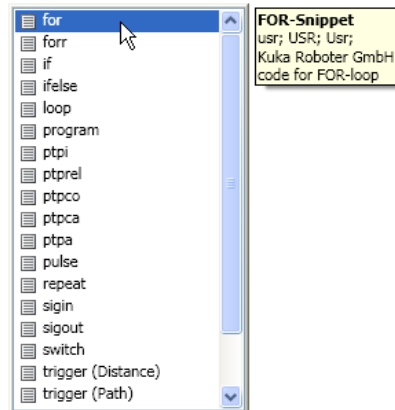 for
forr
if
ifelse
loop
program
ptpi
ptprel
ptpco
ptpca
ptpa
pulse
repeat
sigin
sigout
switch
trigger (Distance)
trigger (Path)
FOR-Snippet
usr; USR; Usr;
Kuka Roboter GmbH
code for FOR-loop